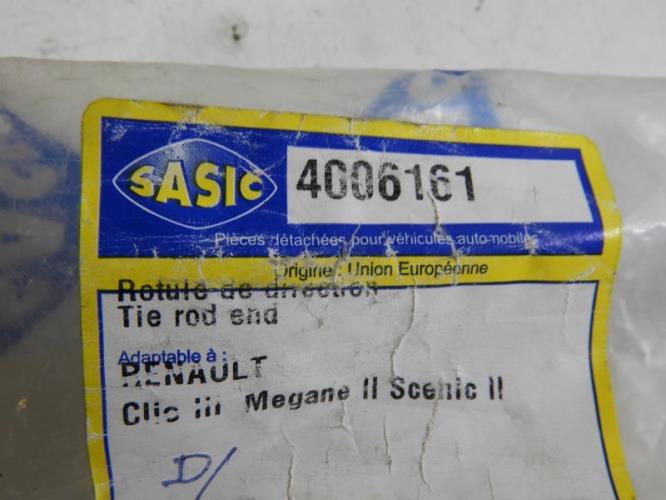 SASIC
4006161
Pièces détachées pour véhicules automobiles
Origine : Union Européenne
Rotule de direction
Tie rod end
Adaptable à :
RENAULT
Clio III Megane II Scenic II
D/